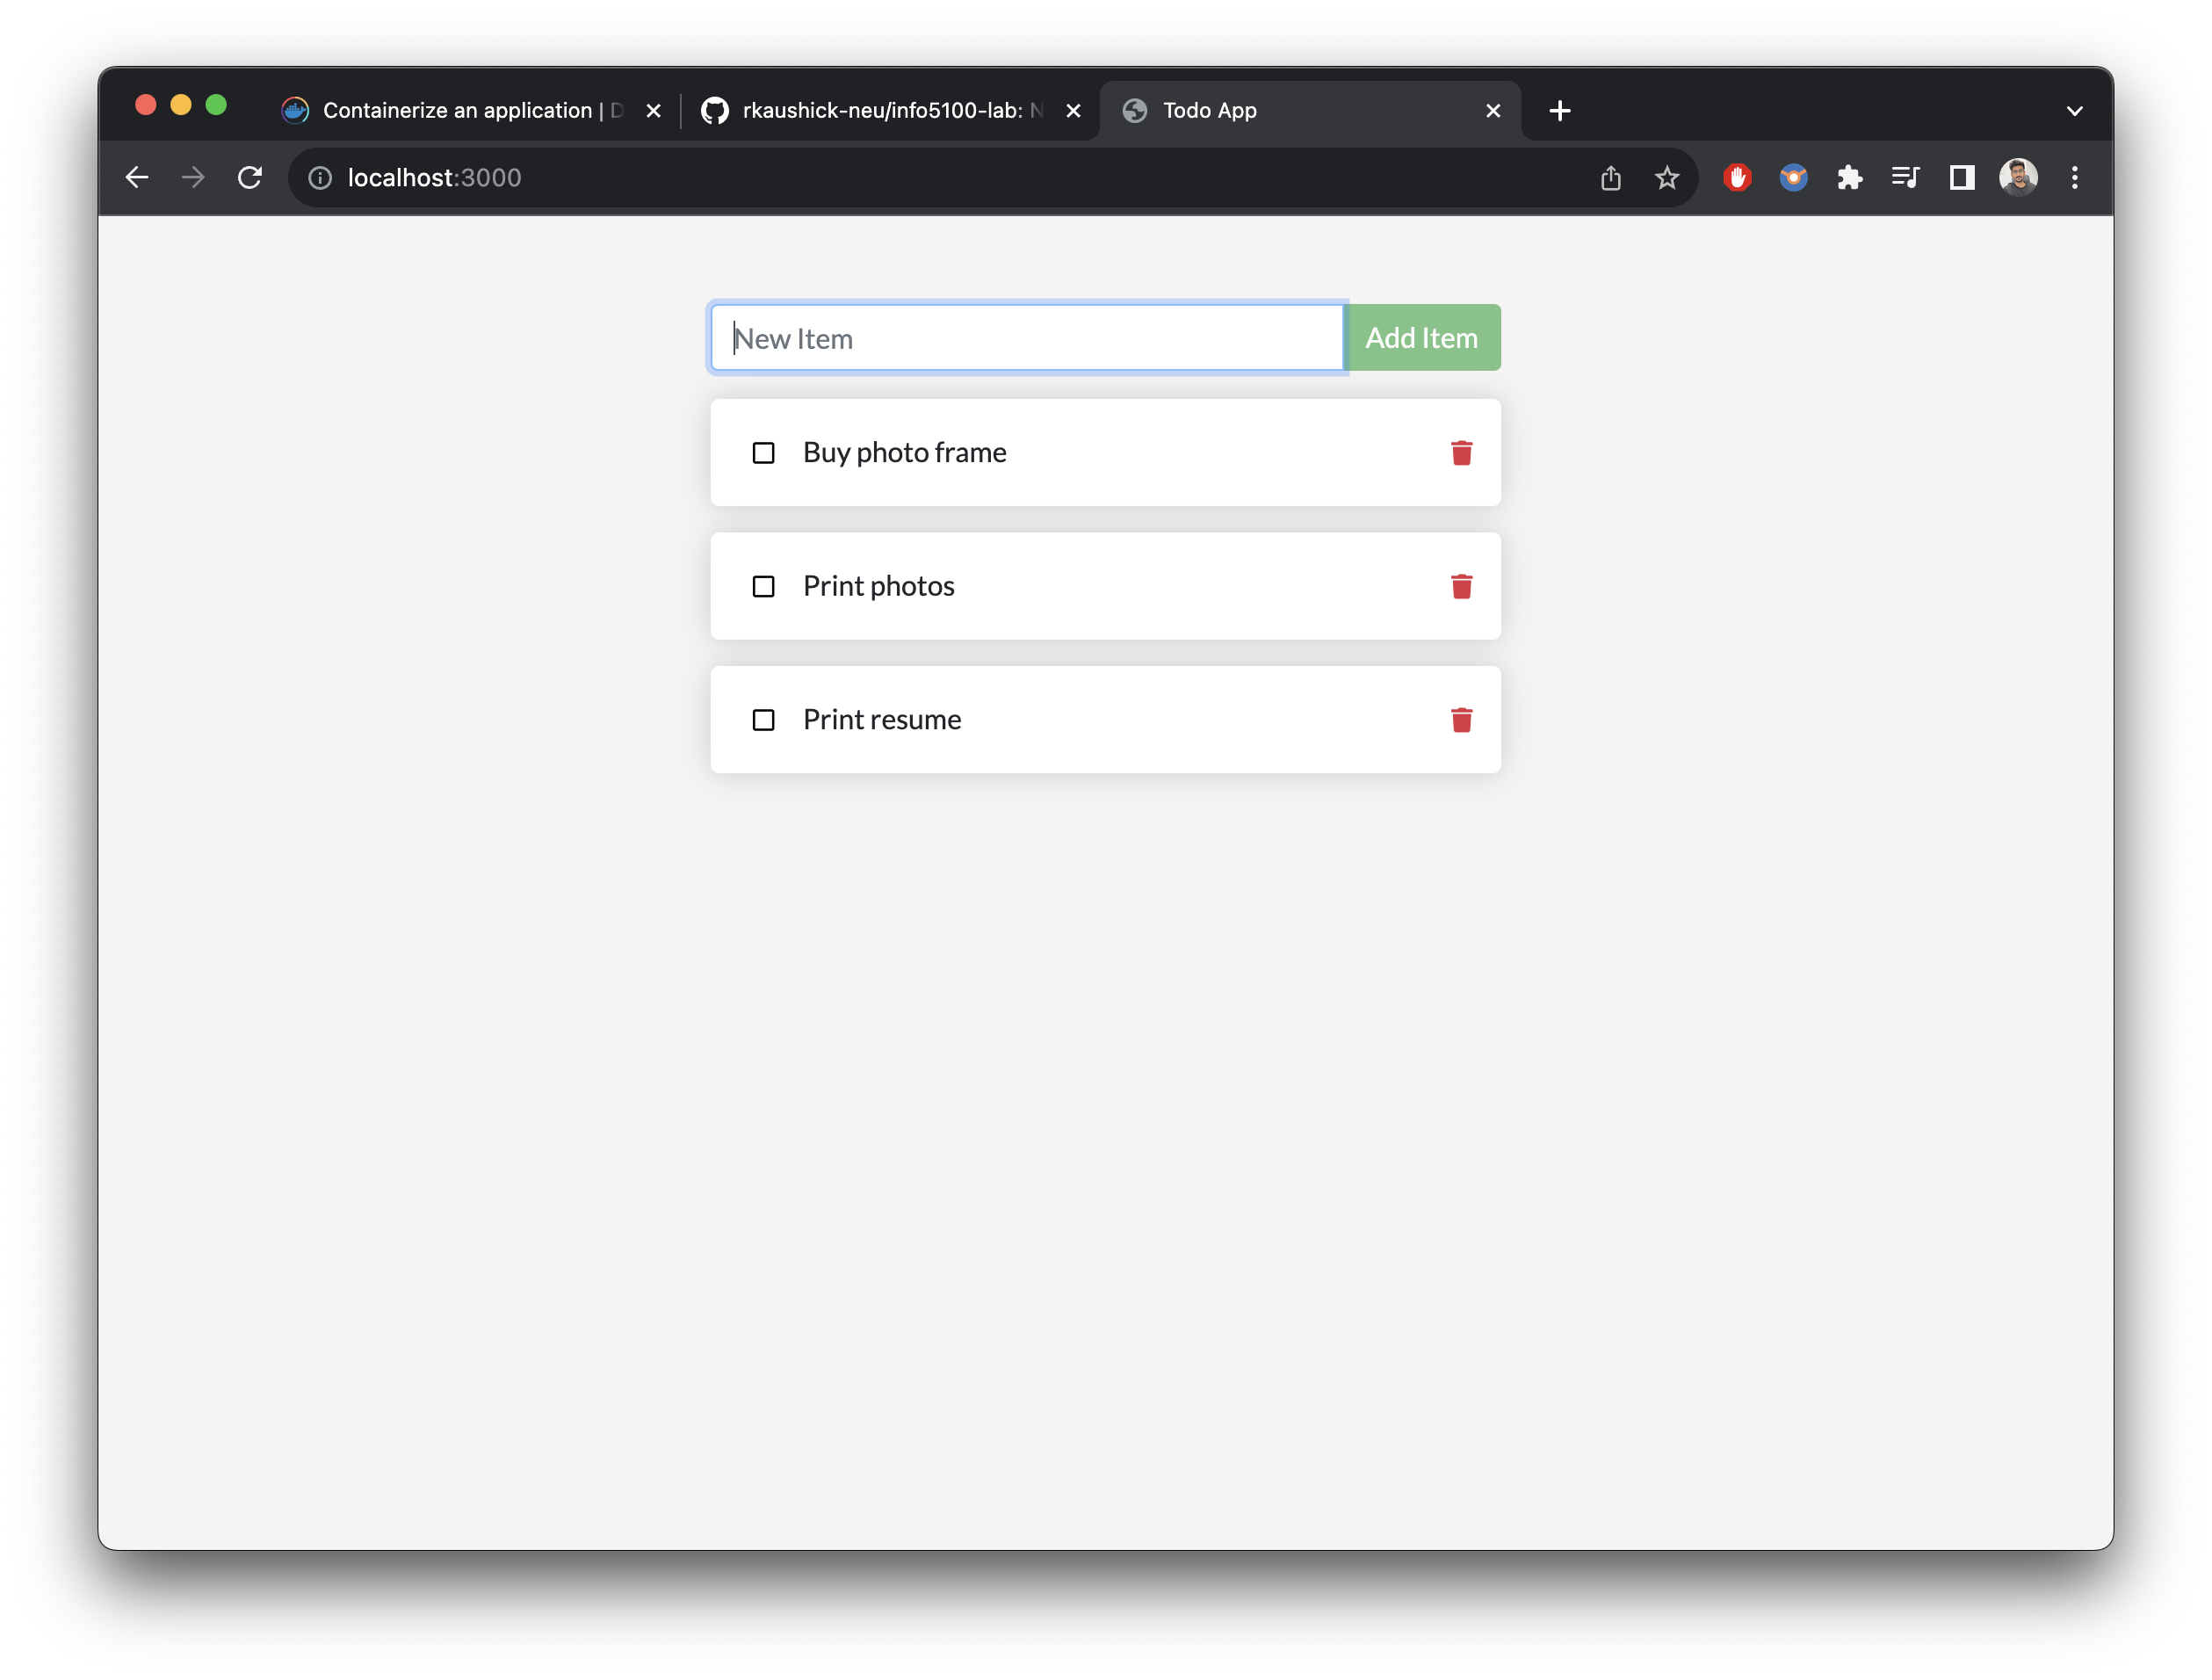 Containerize an application | D
rkaushick-neu/info5100-lab: N
Todo App
localhost:3000
New Item
Add Item
Buy photo frame
Print photos
Print resume